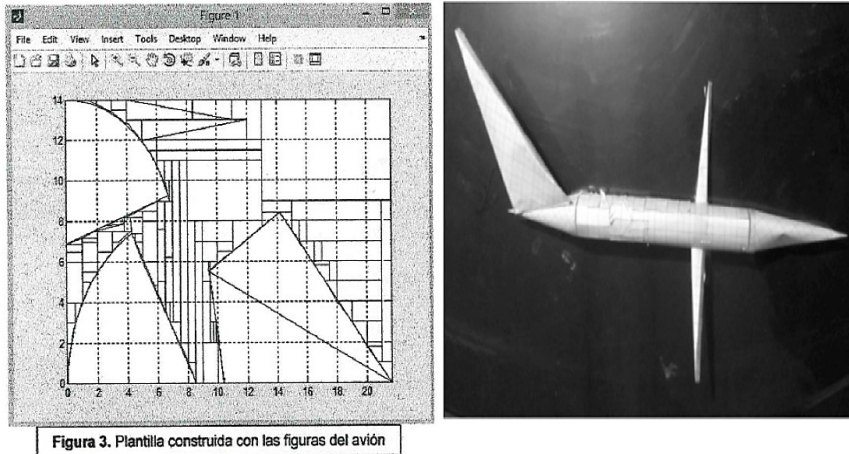 Figure 1
File Edit View Insert Tools Desktop Window Help
14
12
10
8
6
4
2
0
0 2 4 6 8 10 12 14 16 18 20
Figura 3. Plantilla construida con las figuras del avión